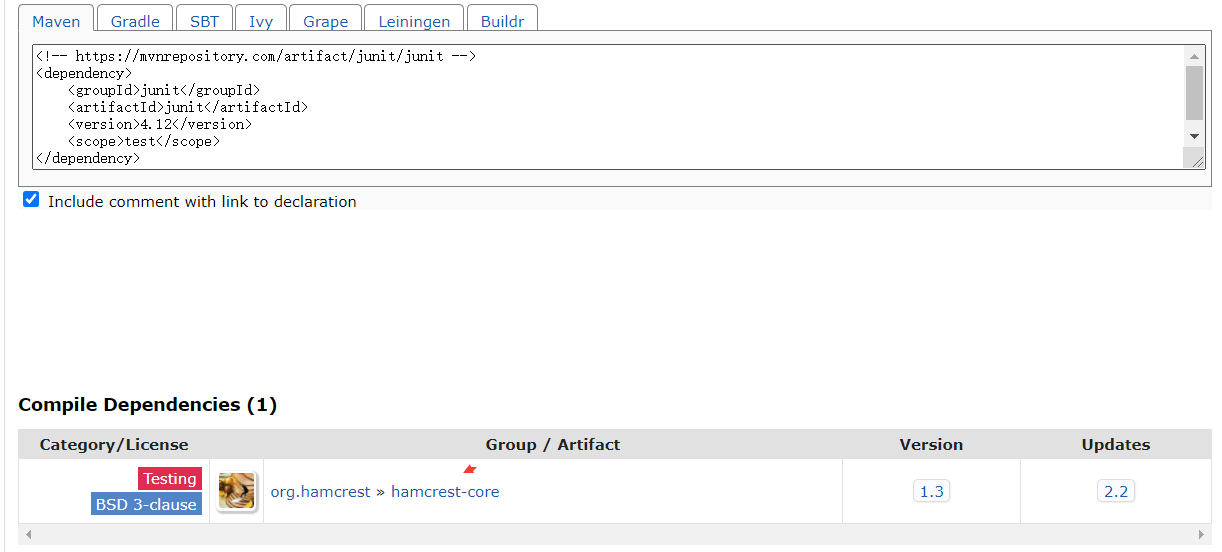 Maven Gradle SBT Ivy Grape Leiningen Buildr
<!-- https://mvnrepository.com/artifact/junit/junit -->
<dependency>
    <groupId>junit</groupId>
    <artifactId>junit</artifactId>
    <version>4.12</version>
    <scope>test</scope>
</dependency>
Include comment with link to declaration
Compile Dependencies (1)
Category/License Group / Artifact Version Updates
Testing
BSD 3-clause
org.hamcrest » hamcrest-core 1.3 2.2